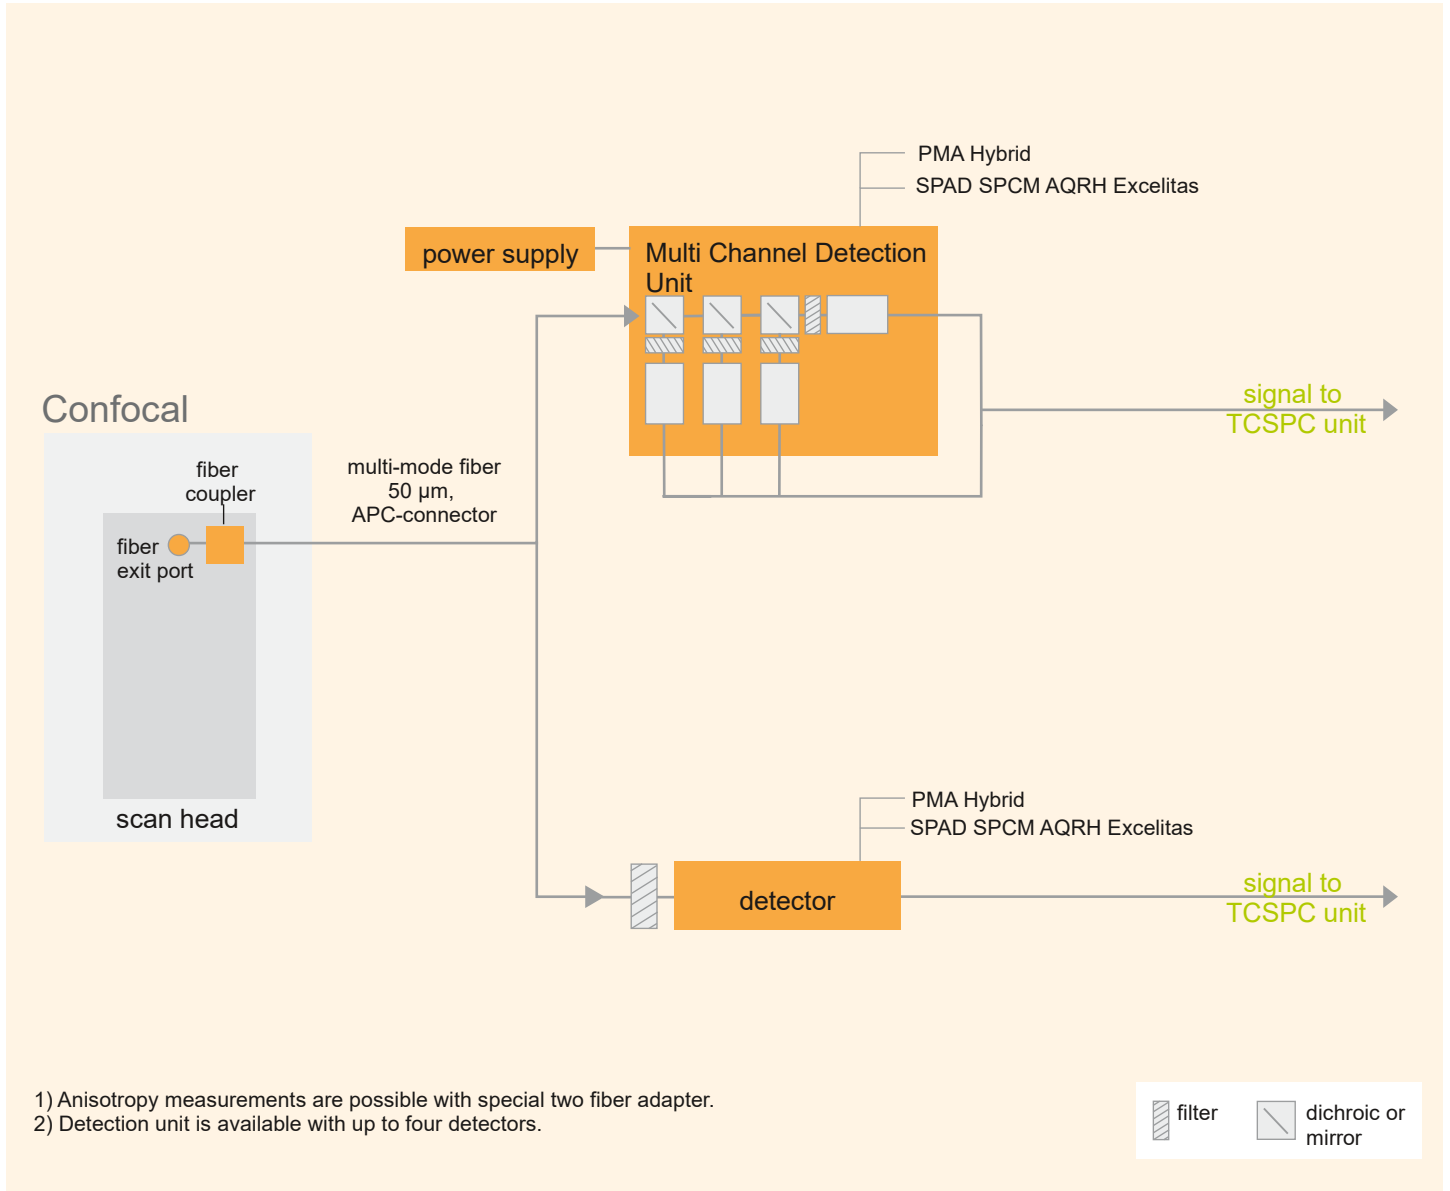 PMA Hybrid
SPAD SPCM AQRH Excelitas
power supply
Multi Channel Detection
Unit
signal to
TCSPC unit
Confocal
fiber
coupler
multi-mode fiber
50 µm,
APC-connector
fiber
exit port
scan head
PMA Hybrid
SPAD SPCM AQRH Excelitas
detector
signal to
TCSPC unit
1) Anisotropy measurements are possible with special two fiber adapter.
2) Detection unit is available with up to four detectors.
filter
dichroic or
mirror